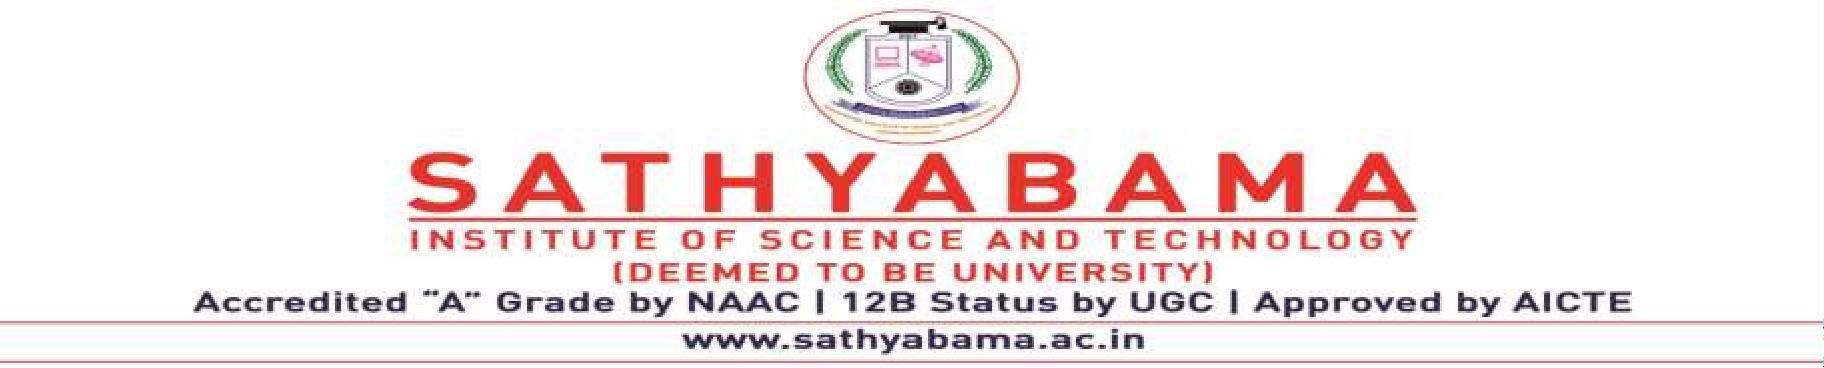 SATHYABAMA
INSTITUTE OF SCIENCE AND TECHNOLOGY
(DEEMED TO BE UNIVERSITY)
Accredited “A” Grade by NAAC | 12B Status by UGC | Approved by AICTE
www.sathyabama.ac.in